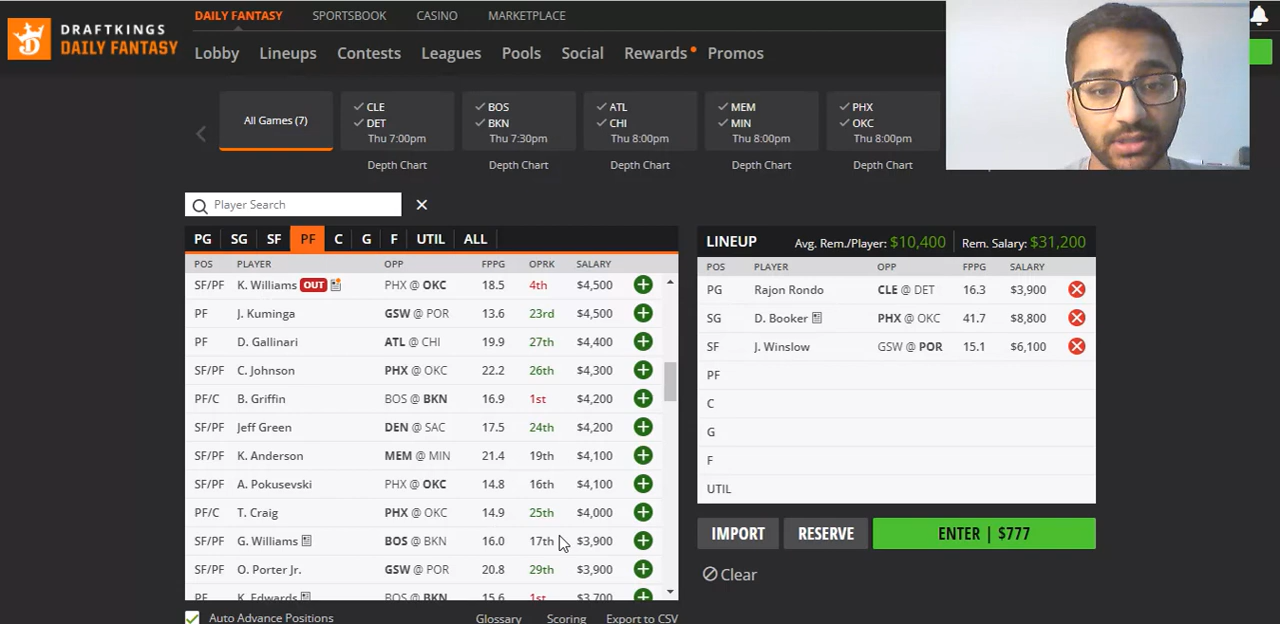 DAILY FANTASY SPORTSBOOK CASINO MARKETPLACE
DRAFTKINGS
DAILY FANTASY
Lobby Lineups Contests Leagues Pools Social Rewards Promos
All Games (7)
CLE
DET
Thu 7:00pm
Depth Chart
BOS
BKN
Thu 7:30pm
Depth Chart
ATL
CHI
Thu 8:00pm
Depth Chart
MEM
MIN
Thu 8:00pm
Depth Chart
PHX
OKC
Thu 8:00pm
Depth Chart
Player Search
PG SG SF PF C G F UTIL ALL
POS PLAYER OPP FPPG OPRK SALARY
SF/PF K. Williams OUT PHX @ OKC 18.5 4th $4,500
PF J. Kuminga GSW @ POR 13.6 23rd $4,500
PF D. Gallinari ATL @ CHI 19.9 27th $4,400
SF/PF C. Johnson PHX @ OKC 22.2 26th $4,300
PF/C B. Griffin BOS @ BKN 16.9 1st $4,200
SF/PF Jeff Green DEN @ SAC 17.5 24th $4,200
SF/PF K. Anderson MEM @ MIN 21.4 19th $4,100
SF/PF A. Pokusevski PHX @ OKC 14.8 16th $4,100
PF/C T. Craig PHX @ OKC 14.9 25th $4,000
SF/PF G. Williams BOS @ BKN 16.0 17th $3,900
SF/PF O. Porter Jr. GSW @ POR 20.8 29th $3,900
PF K. Edwards BOS @ BKN 15.6 1st $3,700
Auto Advance Positions
Glossary Scoring Export to CSV
LINEUP Avg. Rem./Player: $10,400 Rem. Salary: $31,200
POS PLAYER OPP FPPG SALARY
PG Rajon Rondo CLE @ DET 16.3 $3,900
SG D. Booker PHX @ OKC 41.7 $8,800
SF J. Winslow GSW @ POR 15.1 $6,100
PF
C
G
F
UTIL
IMPORT RESERVE ENTER | $777
Clear